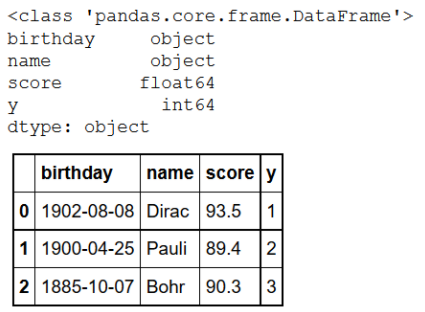 <class 'pandas.core.frame.DataFrame'>
birthday object
name object
score float64
y int64
dtype: object
birthday name score y
0 1902-08-08 Dirac 93.5 1
1 1900-04-25 Pauli 89.4 2
2 1885-10-07 Bohr 90.3 3